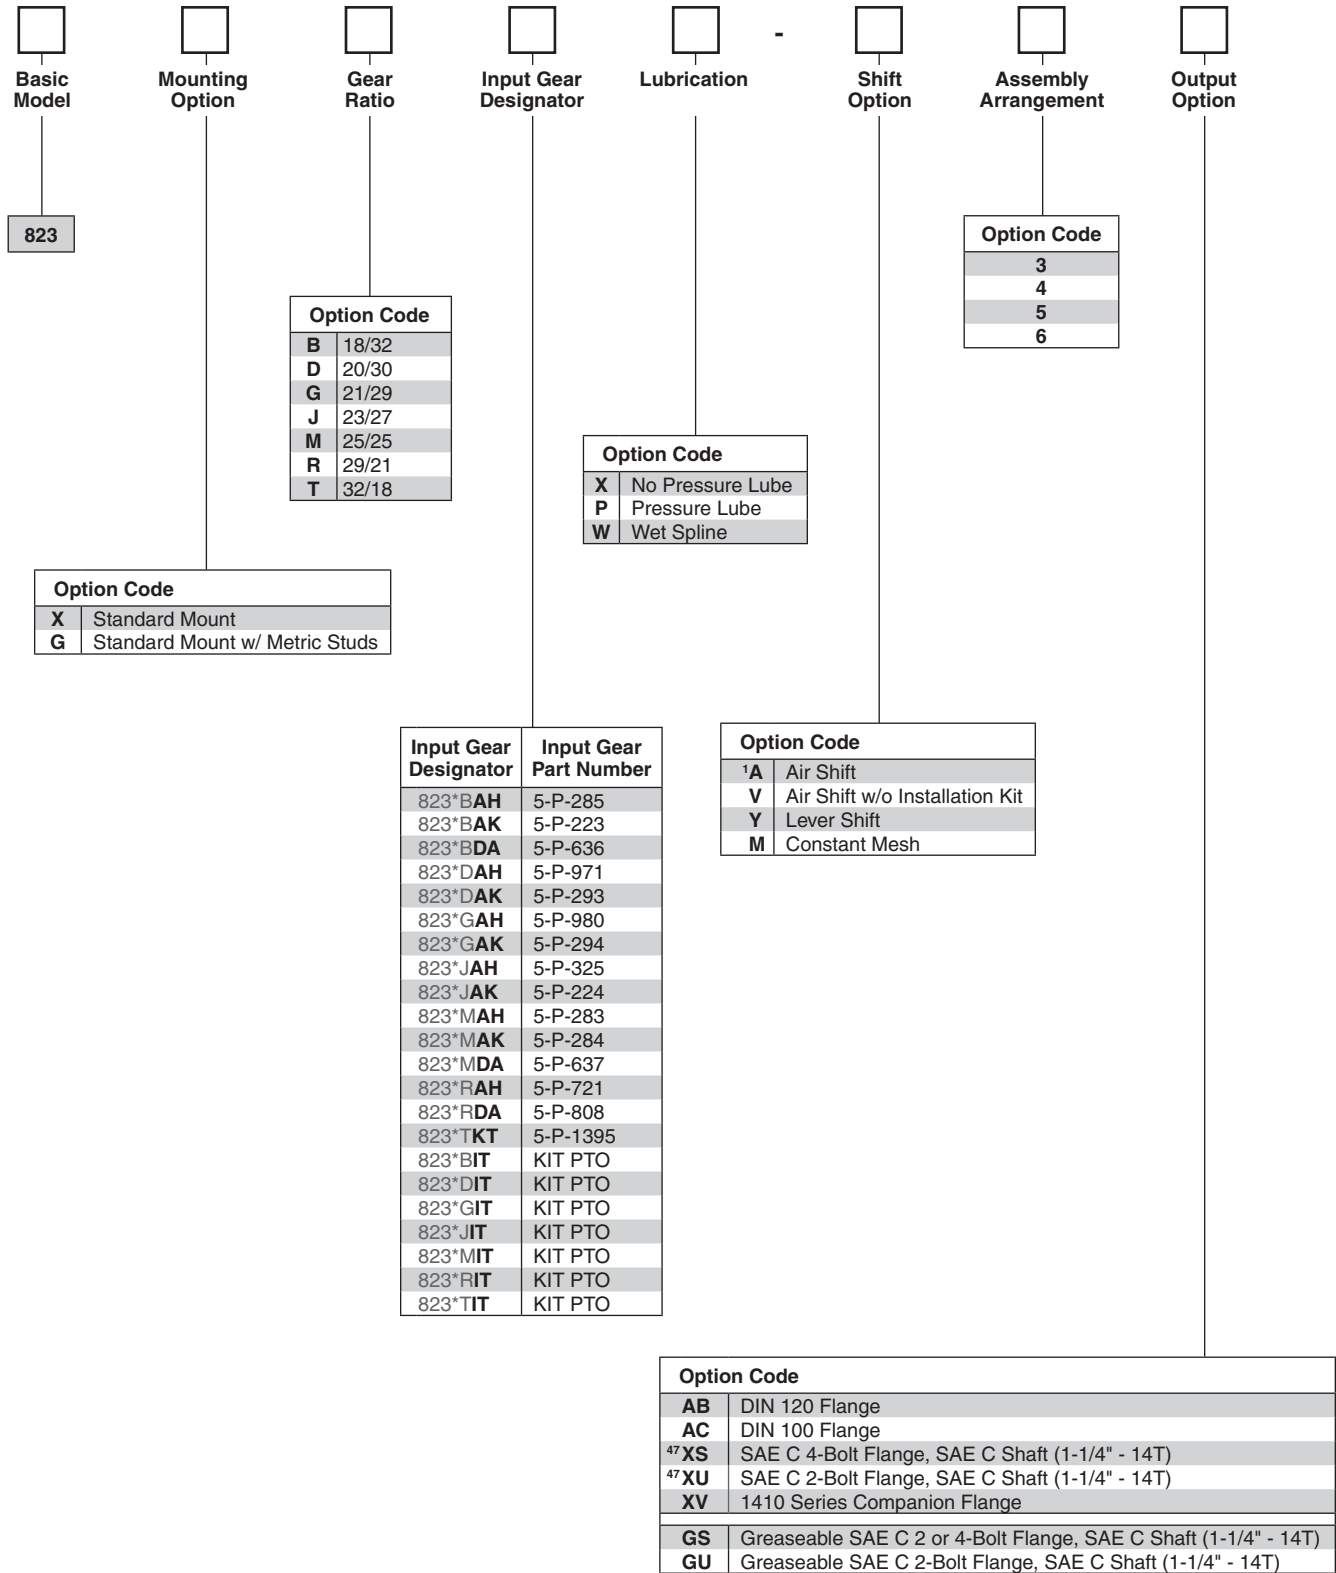 -
Basic Model
Mounting Option
Gear Ratio
Input Gear Designator
Lubrication
Shift Option
Assembly Arrangement
Output Option
823
Option Code
3
4
5
6
Option Code
B 18/32
D 20/30
G 21/29
J 23/27
M 25/25
R 29/21
T 32/18
Option Code
X No Pressure Lube
P Pressure Lube
W Wet Spline
Option Code
X Standard Mount
G Standard Mount w/ Metric Studs
Input Gear Designator Input Gear Part Number
823*BAH 5-P-285
823*BAK 5-P-223
823*BDA 5-P-636
823*DAH 5-P-971
823*DAK 5-P-293
823*GAH 5-P-980
823*GAK 5-P-294
823*JAH 5-P-325
823*JAK 5-P-224
823*MAH 5-P-283
823*MAK 5-P-284
823*MDA 5-P-637
823*RAH 5-P-721
823*RDA 5-P-808
823*TKT 5-P-1395
823*BIT KIT PTO
823*DIT KIT PTO
823*GIT KIT PTO
823*JIT KIT PTO
823*MIT KIT PTO
823*RIT KIT PTO
823*TIT KIT PTO
Option Code
¹A Air Shift
V Air Shift w/o Installation Kit
Y Lever Shift
M Constant Mesh
Option Code
AB DIN 120 Flange
AC DIN 100 Flange
⁴⁷XS SAE C 4-Bolt Flange, SAE C Shaft (1-1/4" - 14T)
⁴⁷XU SAE C 2-Bolt Flange, SAE C Shaft (1-1/4" - 14T)
XV 1410 Series Companion Flange
GS Greaseable SAE C 2 or 4-Bolt Flange, SAE C Shaft (1-1/4" - 14T)
GU Greaseable SAE C 2-Bolt Flange, SAE C Shaft (1-1/4" - 14T)